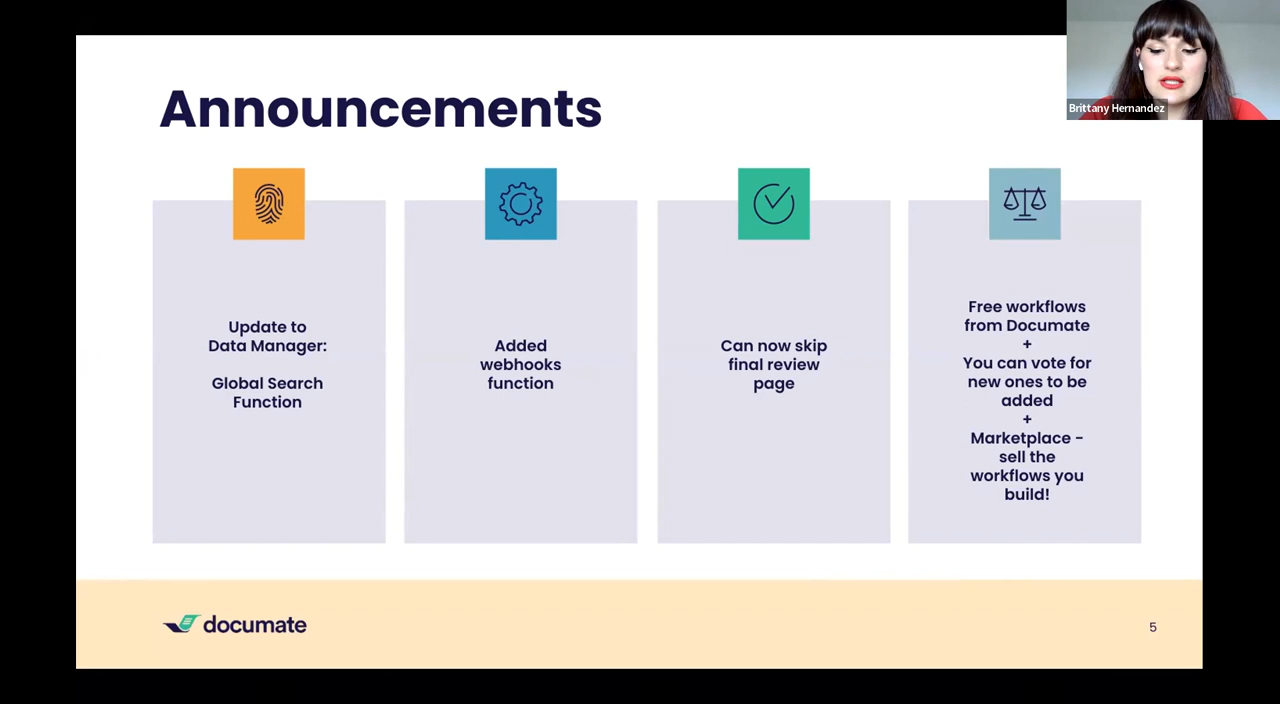 Announcements
Brittany Hernandez
Update to
Data Manager:
Global Search
Function
Added
webhooks
function
Can now skip
final review
page
Free workflows
from Documate
+
You can vote for
new ones to be
added
+
Marketplace -
sell the
workflows you
build!
documate
5